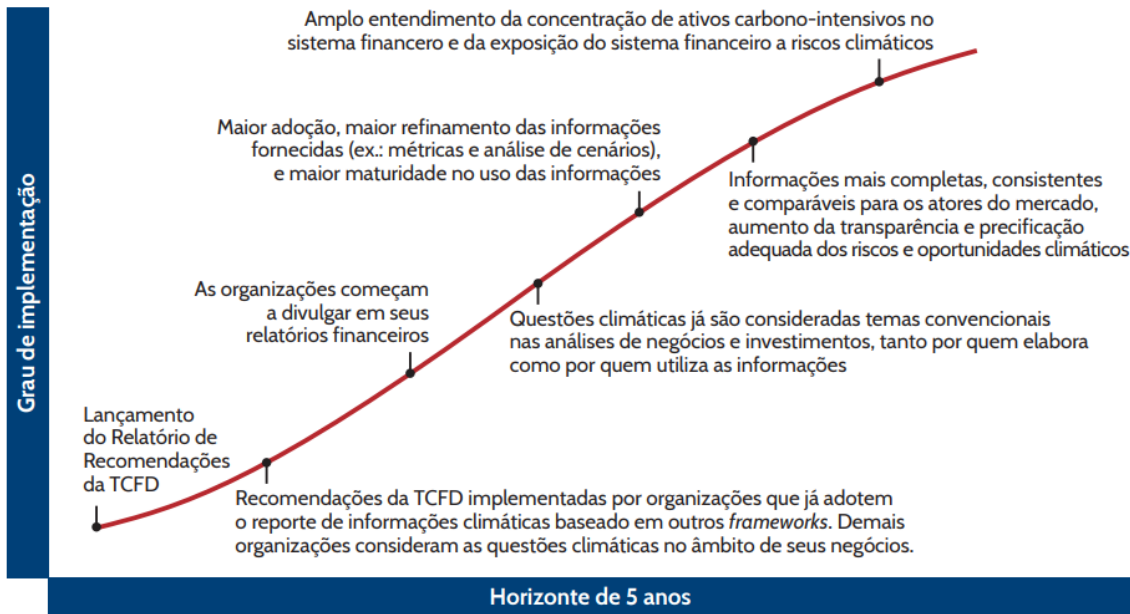 Amplo entendimento da concentração de ativos carbono-intensivos no
sistema financero e da exposição do sistema financeiro a riscos climáticos
Maior adoção, maior refinamento das informações
fornecidas (ex.: métricas e análise de cenários),
e maior maturidade no uso das informações
Informações mais completas, consistentes
e comparáveis para os atores do mercado,
aumento da transparência e precificação
adequada dos riscos e oportunidades climáticos
As organizações começam
a divulgar em seus
relatórios financeiros
Questões climáticas já são consideradas temas convencionais
nas análises de negócios e investimentos, tanto por quem elabora
como por quem utiliza as informações
Lançamento
do Relatório de
Recomendações
da TCFD
Recomendações da TCFD implementadas por organizações que já adotem
o reporte de informações climáticas baseado em outros frameworks. Demais
organizações consideram as questões climáticas no âmbito de seus negócios.
Grau de implementação
Horizonte de 5 anos